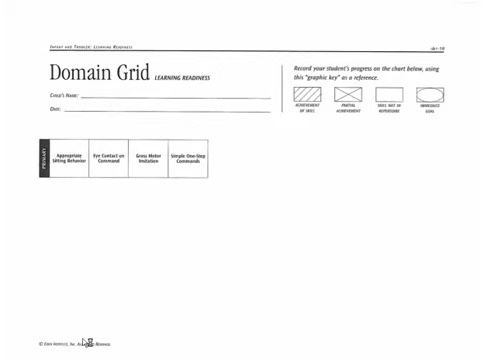 INFANT AND TODDLER: LEARNING READINESS
Domain Grid LEARNING READINESS
CHILD'S NAME:
DATE:
Record your student's progress on the chart below, using
this "graphic key" as a reference.
ACHIEVEMENT
OF SKILL
PARTIAL
ACHIEVEMENT
SKILL NOT IN
REPERTOIRE
IMMEDIATE
GOAL
PRIMARY
Appropriate
Sitting Behavior
Eye Contact on
Command
Gross Motor
Imitation
Simple One-Step
Commands